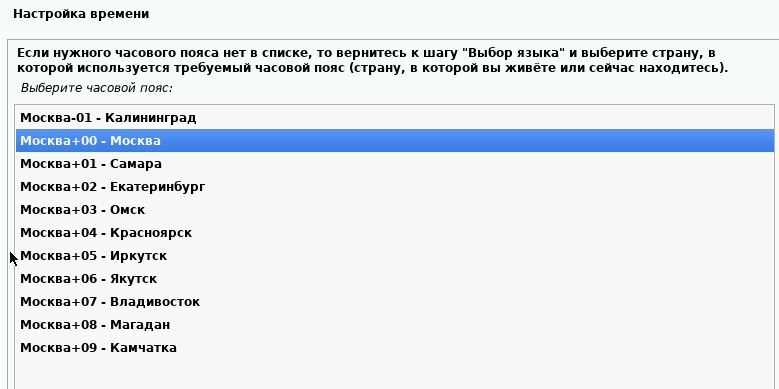 Настройка времени
Если нужного часового пояса нет в списке, то вернитесь к шагу "Выбор языка" и выберите страну, в
которой используется требуемый часовой пояс (страну, в которой вы живёте или сейчас находитесь).
Выберите часовой пояс:
Москва-01 - Калининград
Москва+00 - Москва
Москва+01 - Самара
Москва+02 - Екатеринбург
Москва+03 - Омск
Москва+04 - Красноярск
Москва+05 - Иркутск
Москва+06 - Якутск
Москва+07 - Владивосток
Москва+08 - Магадан
Москва+09 - Камчатка